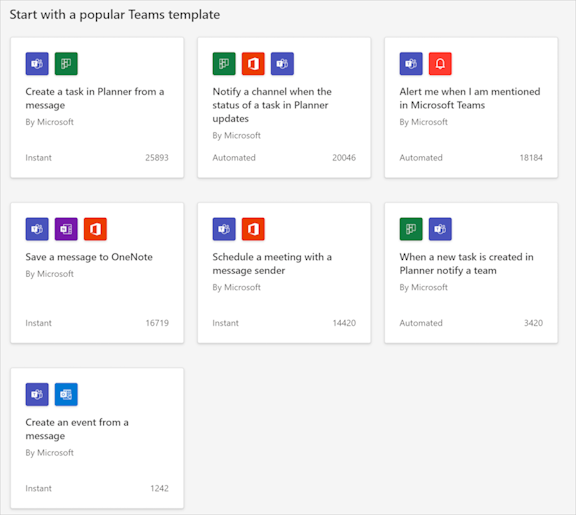 Start with a popular Teams template
Create a task in Planner from a
message
By Microsoft
Instant 25893
Notify a channel when the
status of a task in Planner
updates
By Microsoft
Automated 20046
Alert me when I am mentioned
in Microsoft Teams
By Microsoft
Automated 18184
Save a message to OneNote
By Microsoft
Instant 16719
Schedule a meeting with a
message sender
By Microsoft
Instant 14420
When a new task is created in
Planner notify a team
By Microsoft
Automated 3420
Create an event from a
message
By Microsoft
Instant 1242